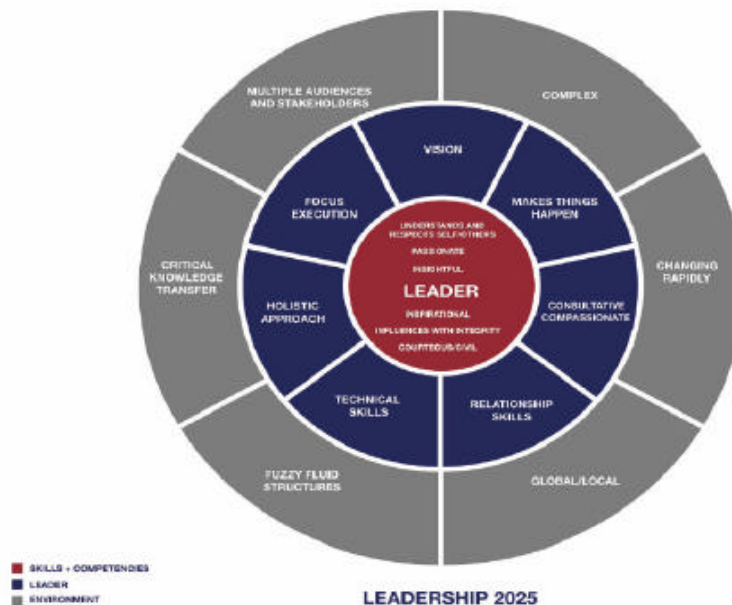 MULTIPLE AUDIENCES
AND STAKEHOLDERS
COMPLEX
VISION
FOCUS
EXECUTION
MAKES THINGS
HAPPEN
UNDERSTANDS AND
RESPECTS SELF/OTHERS
PASSIONATE
INSIGHTFUL
LEADER
INSPIRATIONAL
INFLUENCES WITH INTEGRITY
COURTEOUS/CIVIL
CRITICAL
KNOWLEDGE
TRANSFER
HOLISTIC
APPROACH
CONSULTATIVE
COMPASSIONATE
CHANGING
RAPIDLY
TECHNICAL
SKILLS
RELATIONSHIP
SKILLS
FUZZY FLUID
STRUCTURES
GLOBAL/LOCAL
SKILLS + COMPETENCIES
LEADER
ENVIRONMENT
LEADERSHIP 2025